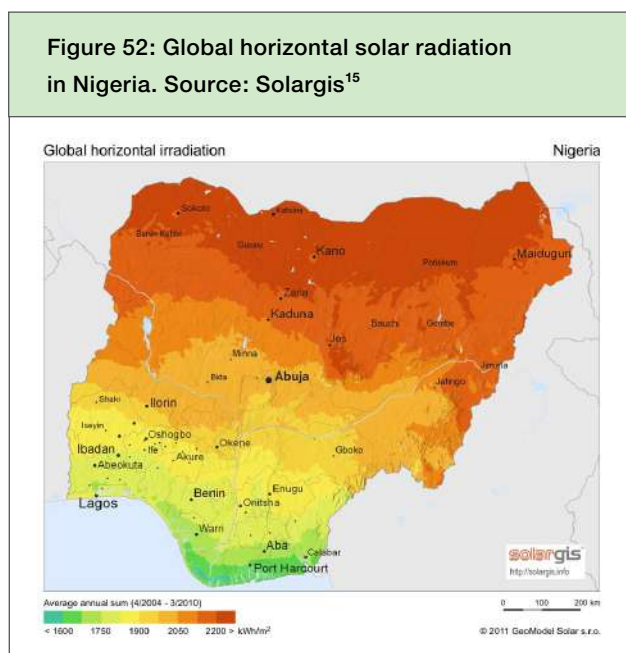 Figure 52: Global horizontal solar radiation
in Nigeria. Source: Solargis15
Global horizontal irradiation
Nigeria
Sokoto
Katsina
Birnin Kebbi
Gusau
Kano
Potiskum
Maiduguri
Zaria
Kaduna
Jos
Bauchi
Gombe
Minna
Jimeta
Bida
Abuja
Jalingo
Shaki
Ilorin
Iseyin
Oshogbo
Okene
Ibadan
Ife
Akure
Gboko
Abeokuta
Lagos
Benin
Enugu
Onitsha
Warri
Aba
Calabar
Port Harcourt
solargis
http://solargis.info
Average annual sum (4/2004 - 3/2010)
0 100 200 km
< 1600 1750 1900 2050 2200 > kWh/m²
© 2011 GeoModel Solar s.r.o.